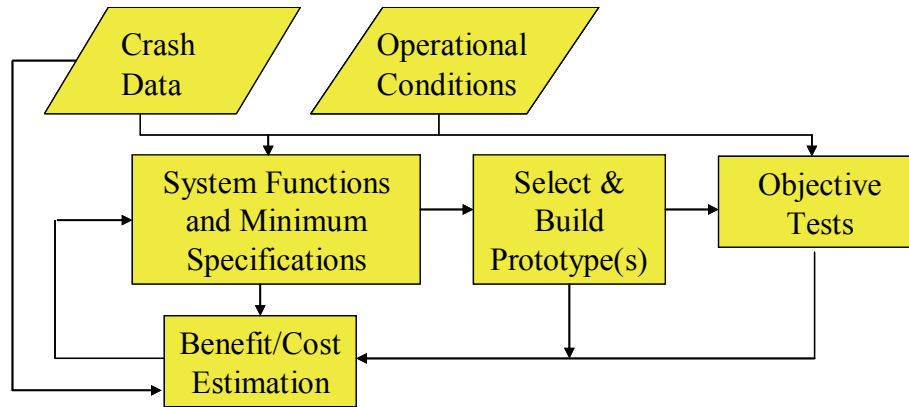 Crash
Data
Operational
Conditions
System Functions
and Minimum
Specifications
Select &
Build
Prototype(s)
Objective
Tests
Benefit/Cost
Estimation